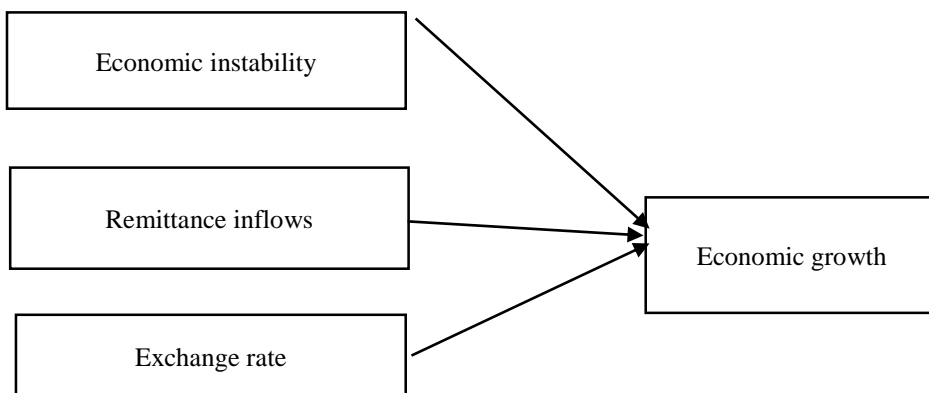 Economic instability
Remittance inflows
Economic growth
Exchange rate